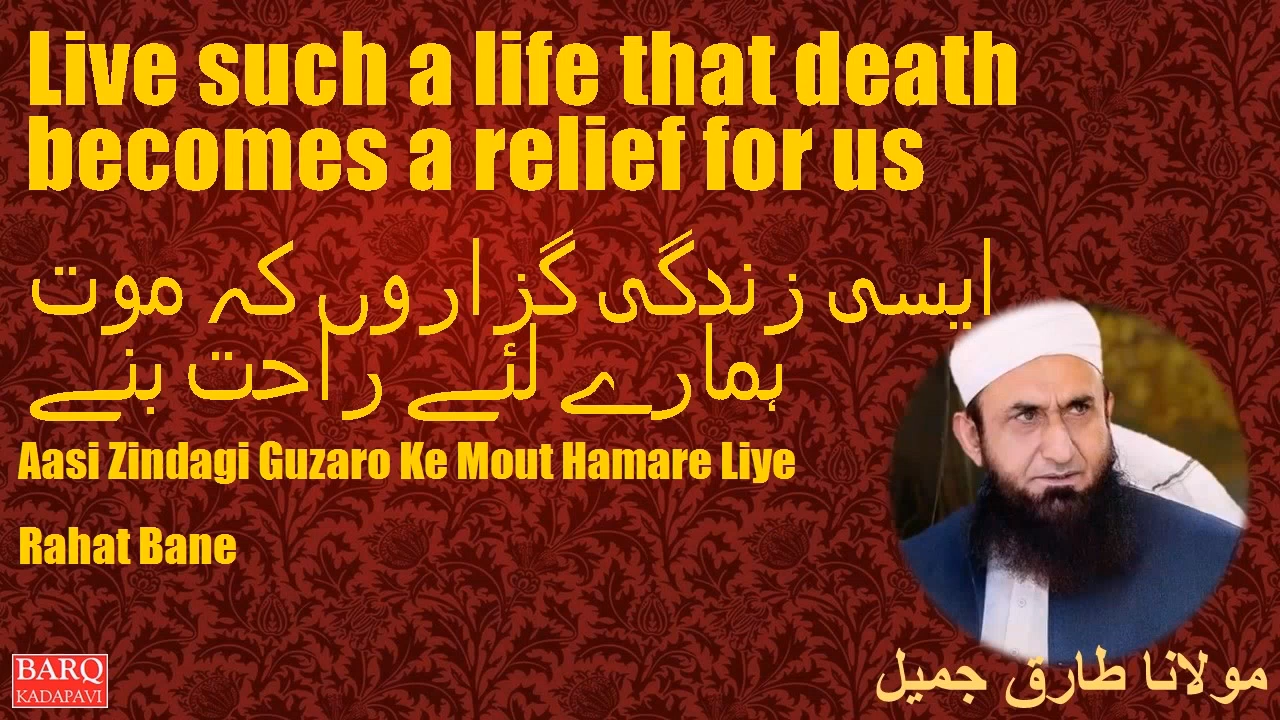 Live such a life that death
becomes a relief for us
ایسی زندگی گزاروں کہ موت
ہمارے لئے راحت بنے
Aasi Zindagi Guzaro Ke Mout Hamare Liye
Rahat Bane
مولانا طارق جمیل
BARQ
KADAPAVI